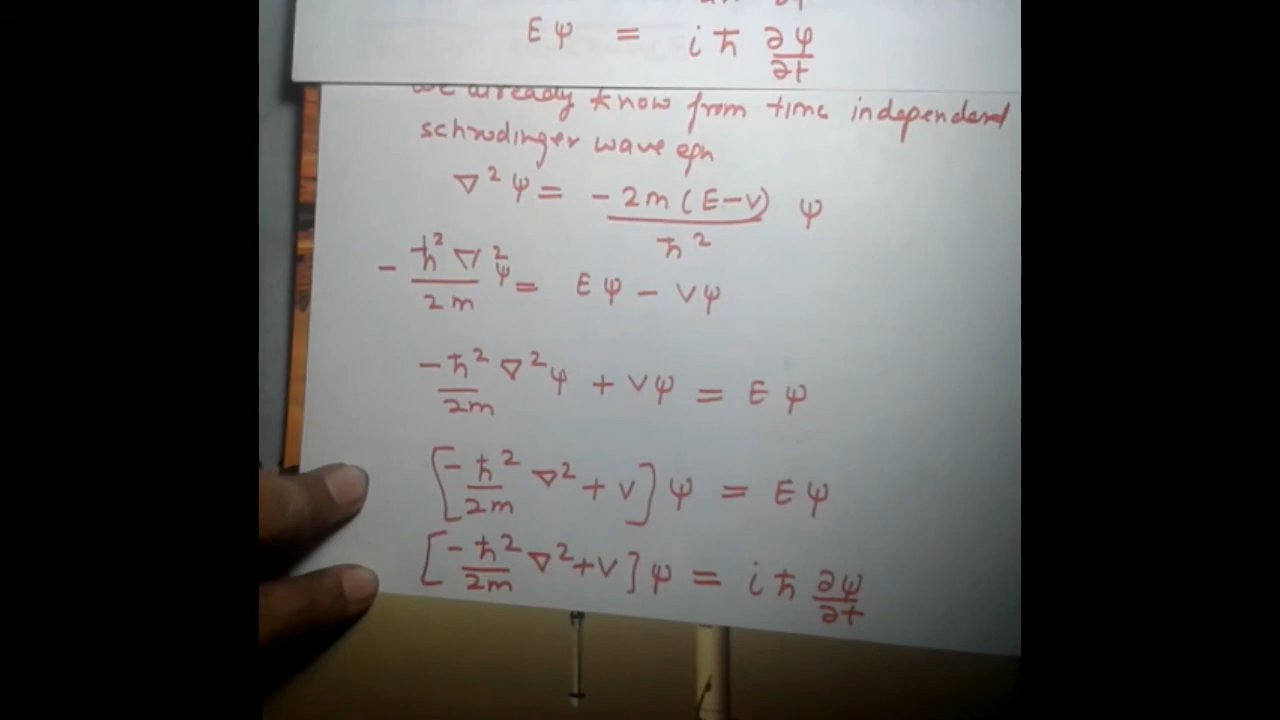 Eψ = iħ ∂ψ/∂t
we already know from time independent
schrodinger wave eqn
∇²ψ = -2m(E-V)/ħ² ψ
-ħ²∇²ψ/2m = Eψ - Vψ
-ħ²/2m ∇²ψ + Vψ = Eψ
[-ħ²/2m ∇² + V]ψ = Eψ
[-ħ²/2m ∇² + V]ψ = iħ ∂ψ/∂t